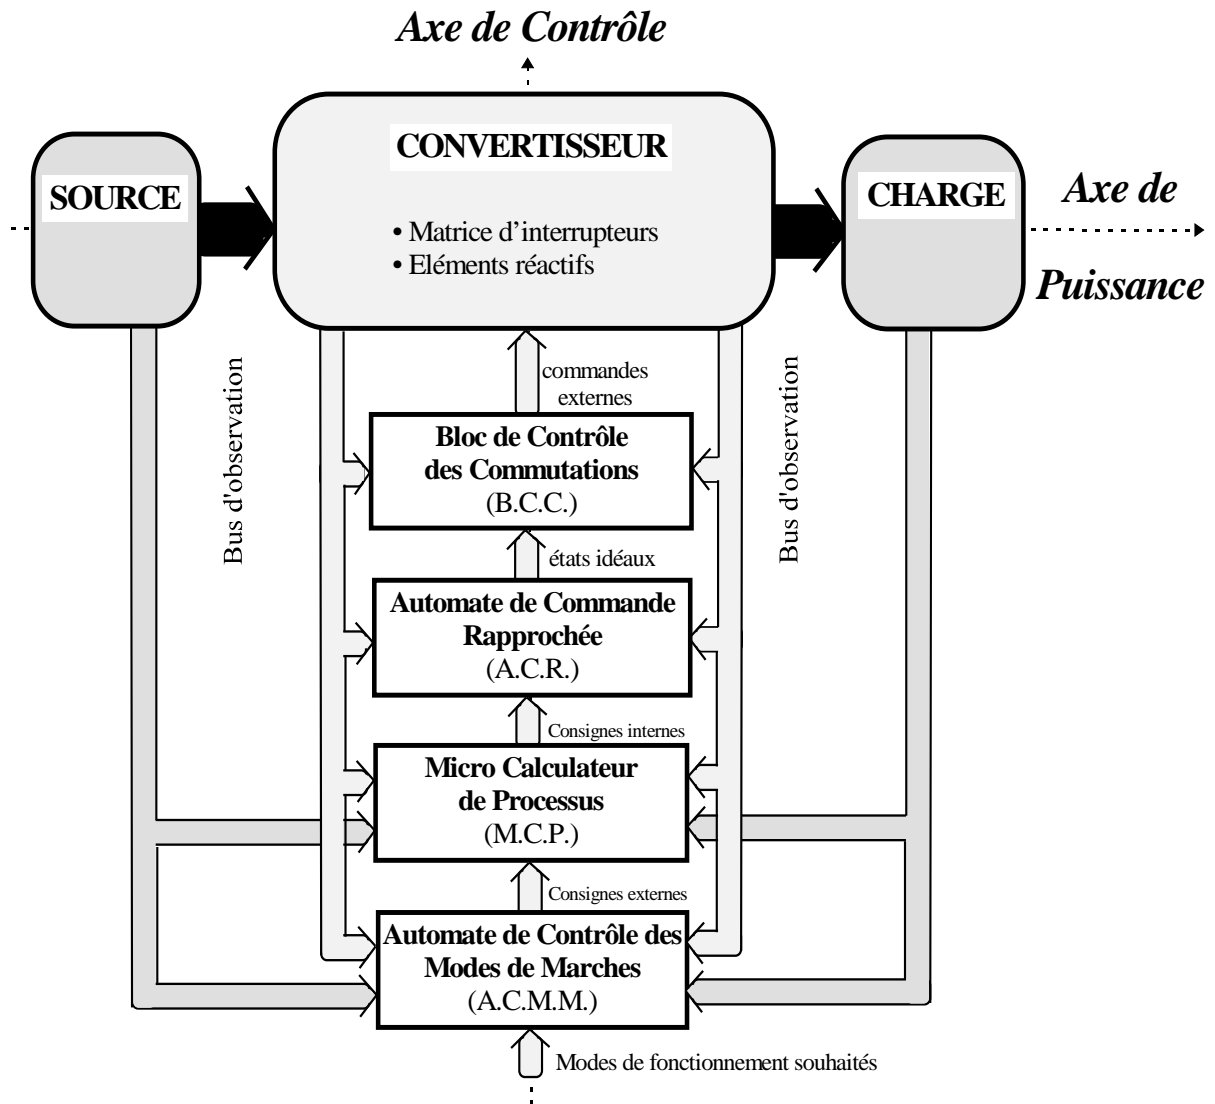 Axe de Contrôle
CONVERTISSEUR
SOURCE
CHARGE
Axe de
Puissance
• Matrice d’interrupteurs
• Eléments réactifs
Bus d'observation
Bus d'observation
commandes
externes
Bloc de Contrôle
des Commutations
(B.C.C.)
états idéaux
Automate de Commande
Rapprochée
(A.C.R.)
Consignes internes
Micro Calculateur
de Processus
(M.C.P.)
Consignes externes
Automate de Contrôle des
Modes de Marches
(A.C.M.M.)
Modes de fonctionnement souhaités